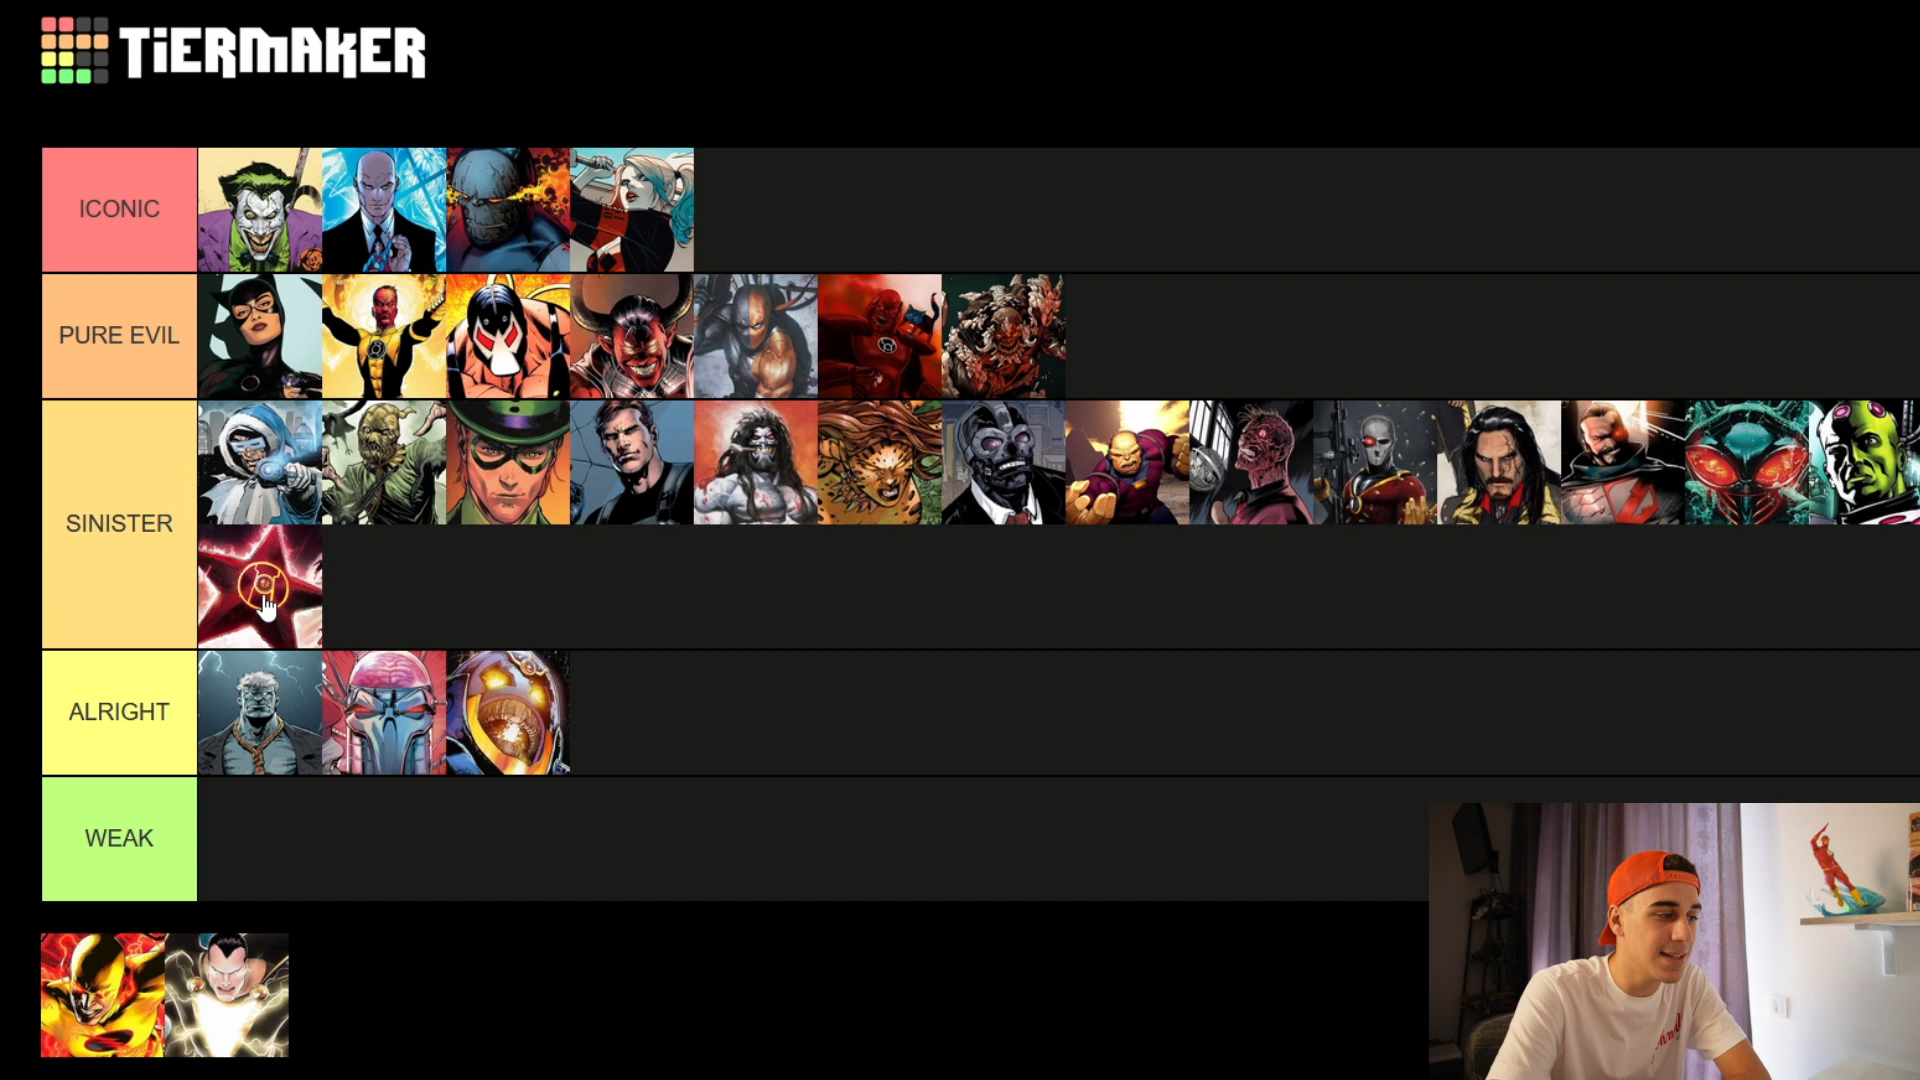 TiERMAKER
ICONIC
PURE EVIL
SINISTER
ALRIGHT
WEAK